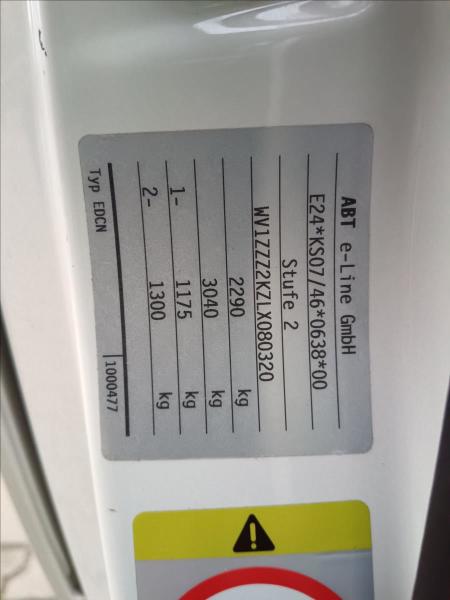 ABT e-Line GmbH
E24*KS07/46*0638*00
Stufe 2
WV1ZZZ2KZLX080320
2290 kg
3040 kg
1- 1175 kg
2- 1300 kg
Typ EDCN 1000477